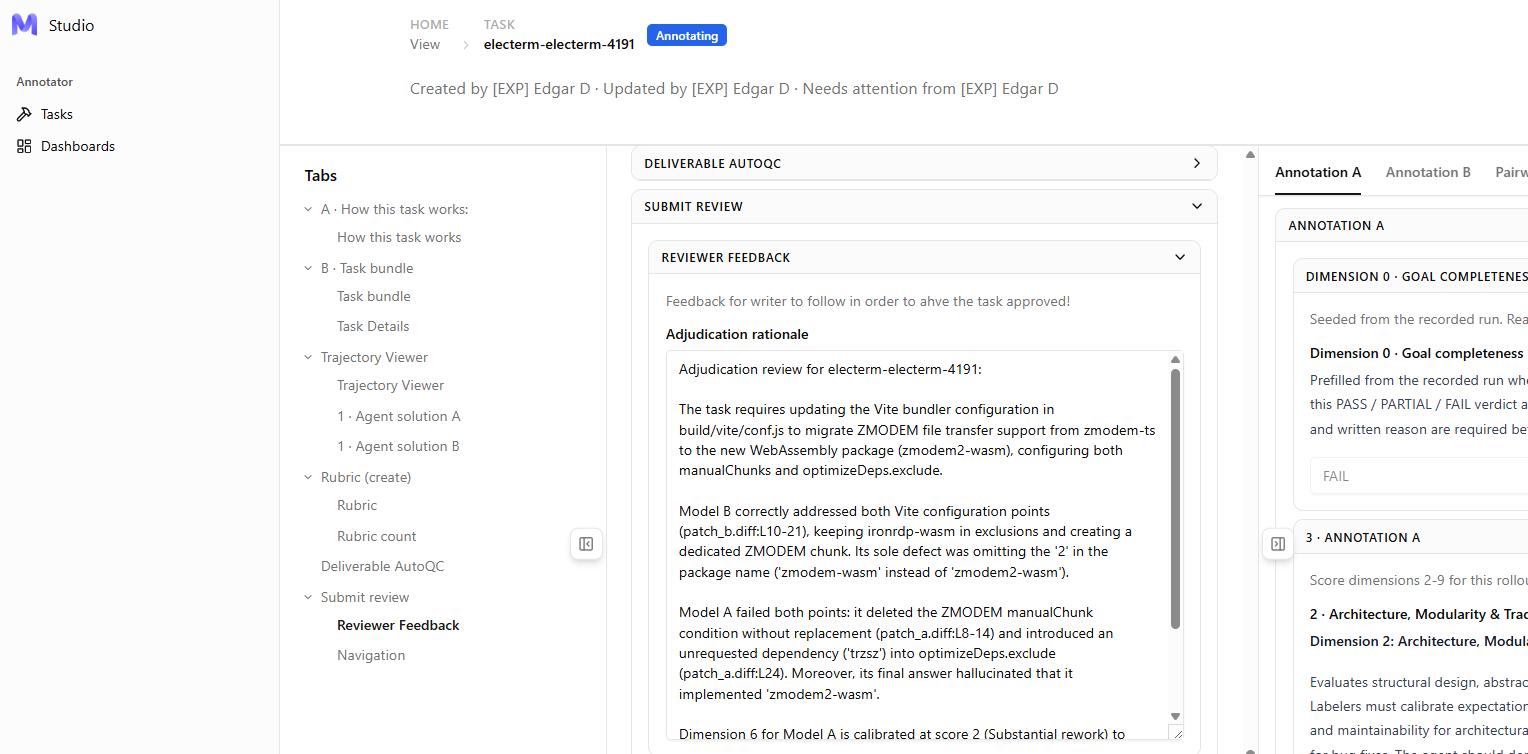 Studio
Annotator
Tasks
Dashboards
HOME
View
TASK
electerm-electerm-4191
Annotating
Created by [EXP] Edgar D · Updated by [EXP] Edgar D · Needs attention from [EXP] Edgar D
Tabs
A · How this task works:
How this task works
B · Task bundle
Task bundle
Task Details
Trajectory Viewer
Trajectory Viewer
1 · Agent solution A
1 · Agent solution B
Rubric (create)
Rubric
Rubric count
Deliverable AutoQC
Submit review
Reviewer Feedback
Navigation
DELIVERABLE AUTOQC
SUBMIT REVIEW
REVIEWER FEEDBACK
Feedback for writer to follow in order to ahve the task approved!
Adjudication rationale
Adjudication review for electerm-electerm-4191:
The task requires updating the Vite bundler configuration in
build/vite/conf.js to migrate ZMODEM file transfer support from zmodem-ts
to the new WebAssembly package (zmodem2-wasm), configuring both
manualChunks and optimizeDeps.exclude.
Model B correctly addressed both Vite configuration points
(patch_b.diff:L10-21), keeping ironrdp-wasm in exclusions and creating a
dedicated ZMODEM chunk. Its sole defect was omitting the '2' in the
package name ('zmodem-wasm' instead of 'zmodem2-wasm').
Model A failed both points: it deleted the ZMODEM manualChunk
condition without replacement (patch_a.diff:L8-14) and introduced an
unrequested dependency ('trzsz') into optimizeDeps.exclude
(patch_a.diff:L24). Moreover, its final answer hallucinated that it
implemented 'zmodem2-wasm'.
Dimension 6 for Model A is calibrated at score 2 (Substantial rework) to
Annotation A
Annotation B
Pairw
ANNOTATION A
DIMENSION 0 · GOAL COMPLETENES
Seeded from the recorded run. Rea
Dimension 0 · Goal completeness
Prefilled from the recorded run whe
this PASS / PARTIAL / FAIL verdict a
and written reason are required be
FAIL
3 · ANNOTATION A
Score dimensions 2-9 for this rollou
2 · Architecture, Modularity & Trad
Dimension 2: Architecture, Modula
Evaluates structural design, abstrac
Labelers must calibrate expectation
and maintainability for architectura
for bug fixes. The agent should de